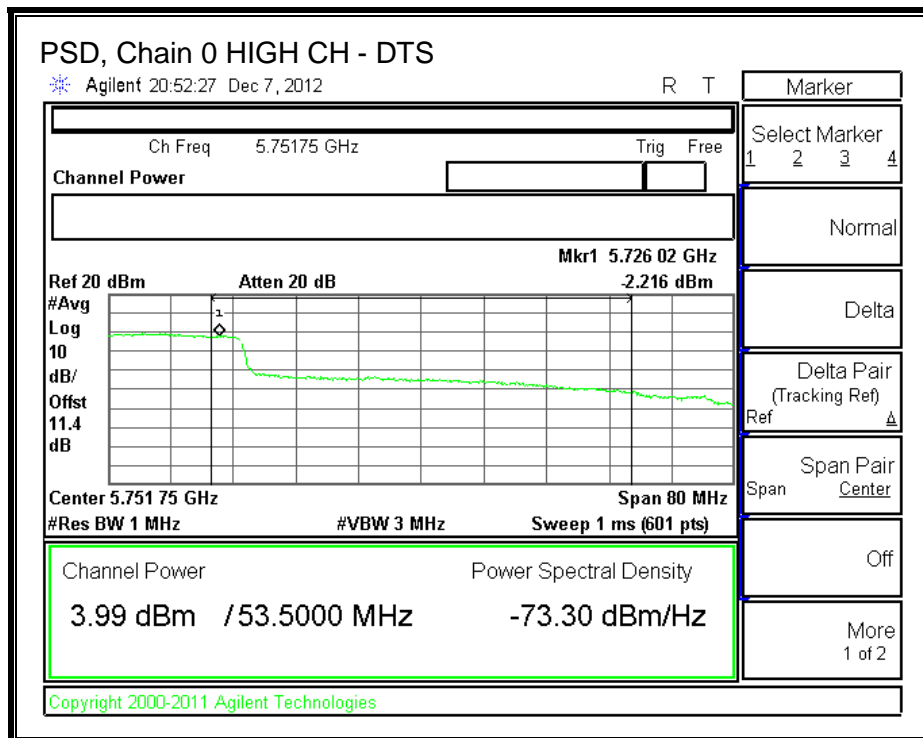 PSD, Chain 0 HIGH CH - DTS
Agilent 20:52:27 Dec 7, 2012 R T
Marker
Ch Freq 5.75175 GHz Trig Free
Channel Power
Select Marker
1 2 3 4
Normal
Mkr1 5.726 02 GHz
Ref 20 dBm Atten 20 dB -2.216 dBm
#Avg
Log
10
dB/
Offst
11.4
dB
1
Delta
Delta Pair
(Tracking Ref)
Ref Δ
Span Pair
Span Center
Center 5.751 75 GHz Span 80 MHz
#Res BW 1 MHz #VBW 3 MHz Sweep 1 ms (601 pts)
Off
Channel Power Power Spectral Density
3.99 dBm /53.5000 MHz -73.30 dBm/Hz
More
1 of 2
Copyright 2000-2011 Agilent Technologies